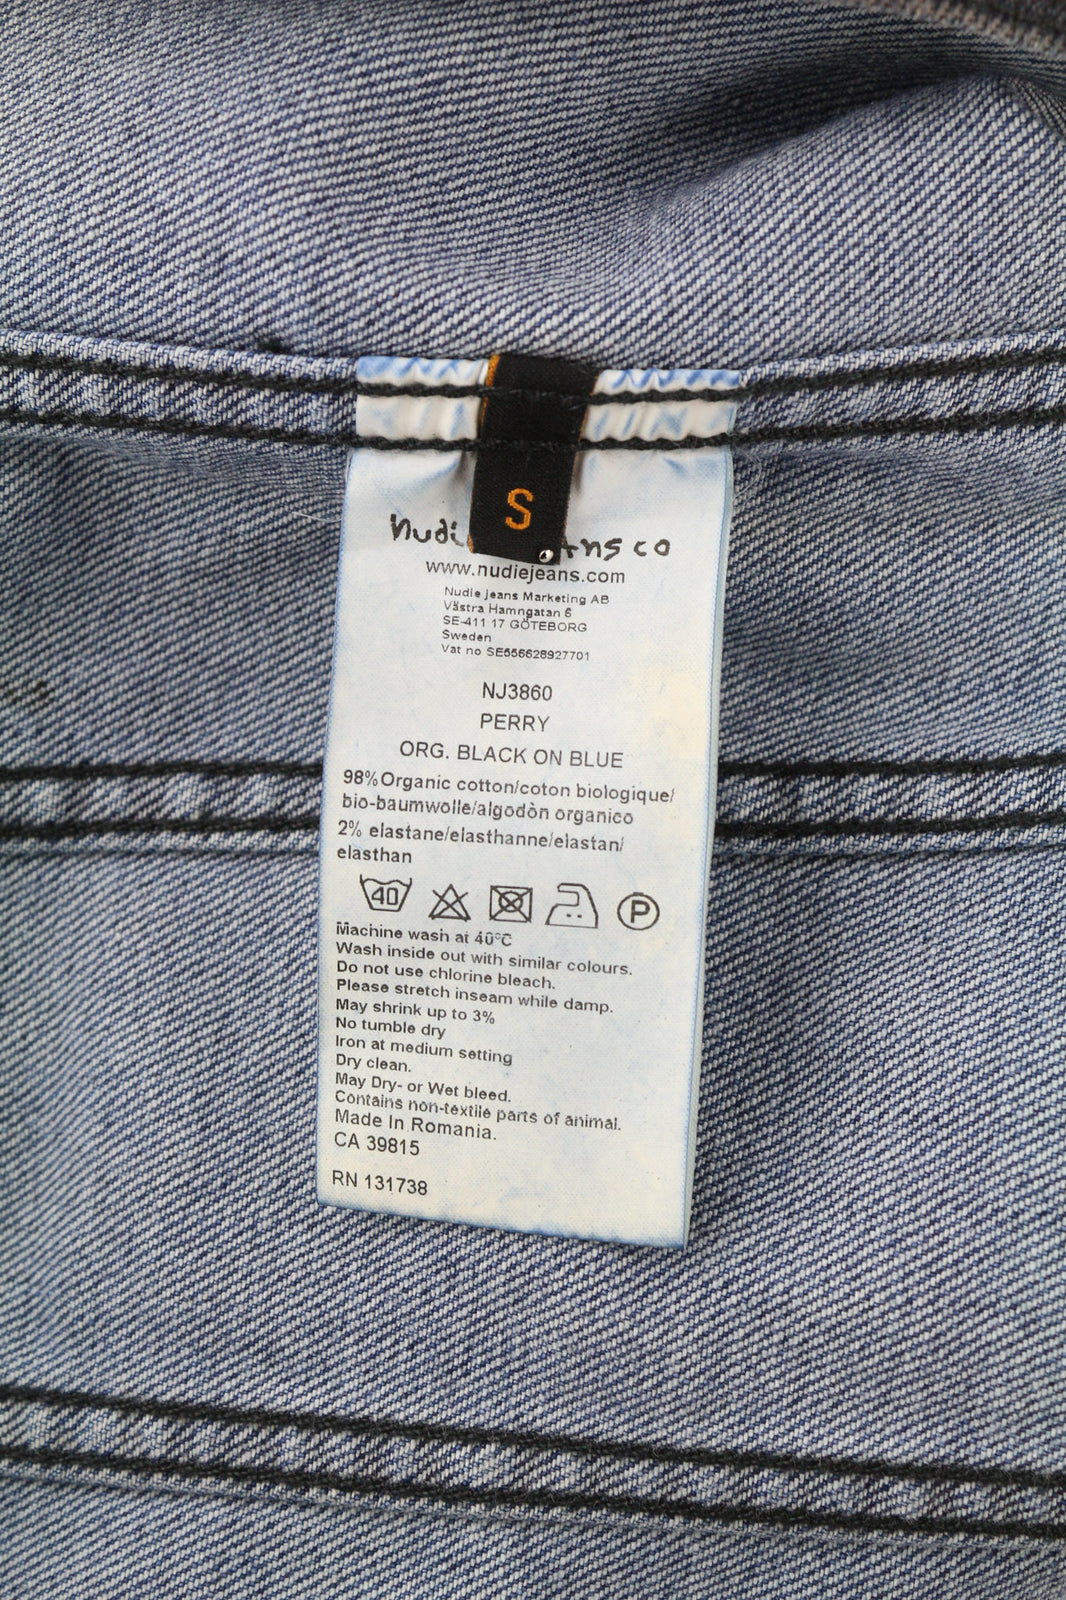 S
nudi ans co
www.nudiejeans.com
Nudie Jeans Marketing AB
Västra Hamngatan 6
SE-411 17 GÖTEBORG
Sweden
Vat no SE556628927701
NJ3860
PERRY
ORG. BLACK ON BLUE
98% Organic cotton/coton biologique/
bio-baumwolle/algodòn organico
2% elastane/elasthanne/elastan/
elasthan
40
P
Machine wash at 40°C
Wash inside out with similar colours.
Do not use chlorine bleach.
Please stretch inseam while damp.
May shrink up to 3%
No tumble dry
Iron at medium setting
Dry clean.
May Dry- or Wet bleed.
Contains non-textile parts of animal.
Made In Romania.
CA 39815
RN 131738